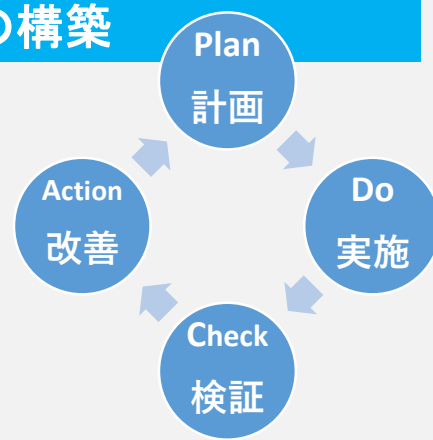 の構築
Plan
計画
Do
実施
Check
検証
Action
改善